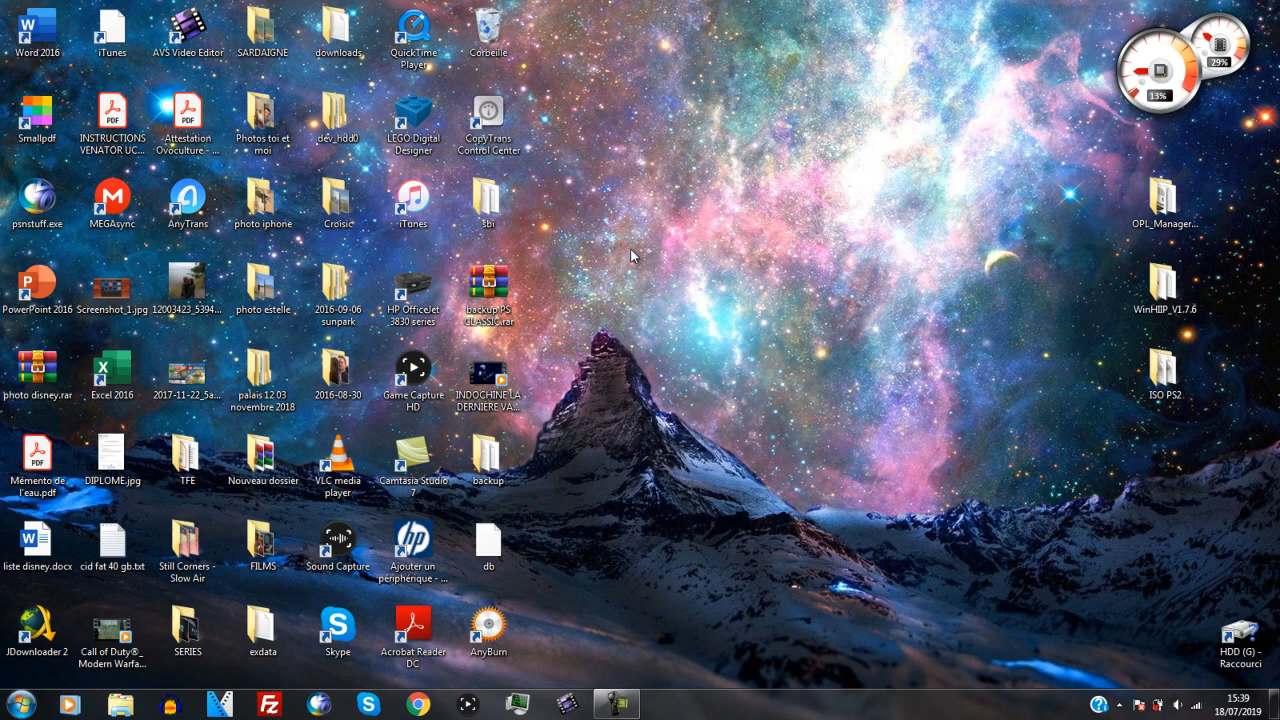 Word 2016
iTunes
AVS Video Editor
SARDAIGNE
downloads
QuickTime
Player
Corbeille
29%
13%
Smallpdf
PDF
INSTRUCTIONS
VENATOR UC...
PDF
Attestation
Ovoculture - ...
Photos toi et
moi
dev_hdd0
LEGO Digital
Designer
CopyTrans
Control Center
psnstuff.exe
MEGAsync
AnyTrans
photo iphone
Croisic
iTunes
sbi
OPL_Manager...
PowerPoint 2016
Screenshot_1.jpg
12003423_5394...
photo estelle
2016-09-06
sunpark
HP OfficeJet
3830 series
backup PS
CLASSIC.rar
WinHIIP_V1.7.6
photo disney.rar
Excel 2016
2017-11-22_5a...
palais 12 03
novembre 2018
2016-08-30
Game Capture
HD
INDOCHINE LA
DERNIERE VA...
ISO PS2
PDF
Mémento de
l'eau.pdf
DIPLOME.jpg
TFE
Nouveau dossier
VLC media
player
Camtasia Studio
7
backup
liste disney.docx
cid fat 40 gb.txt
Still Corners -
Slow Air
FILMS
Sound Capture
Ajouter un
périphérique - ...
db
JDownloader 2
Call of Duty®_
Modern Warfa...
SERIES
exdata
Skype
Acrobat Reader
DC
AnyBurn
HDD (G) -
Raccourci
15:39
18/07/2019